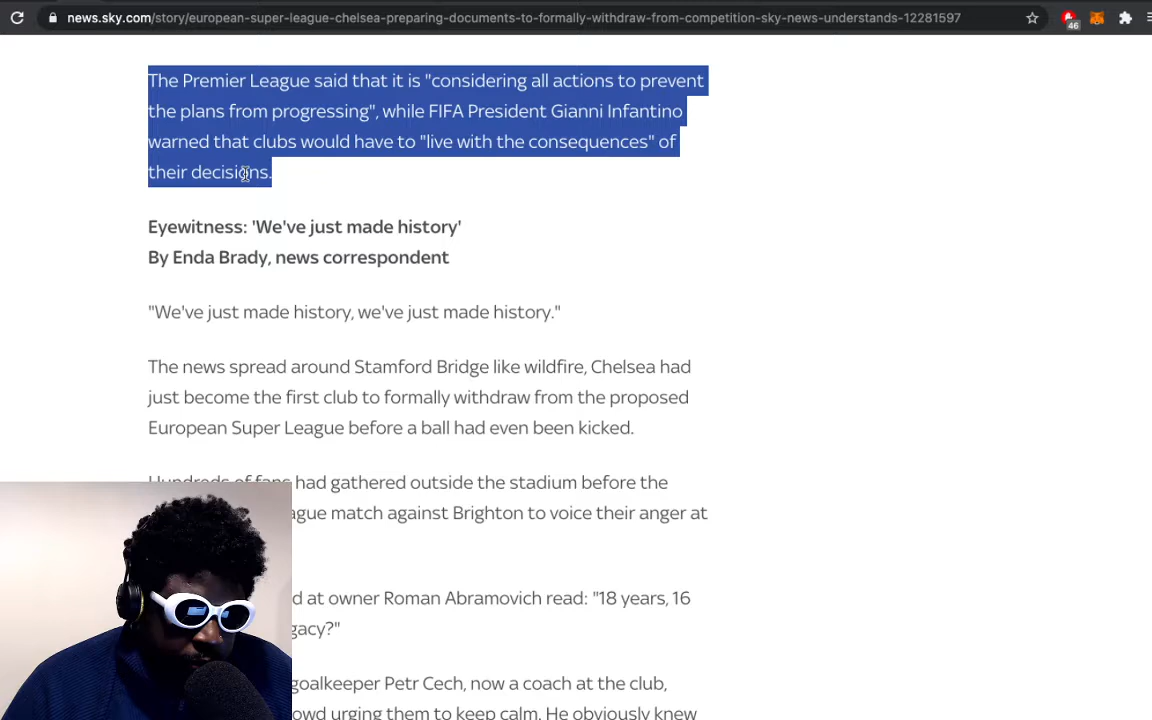 news.sky.com/story/european-super-league-chelsea-preparing-documents-to-formally-withdraw-from-competition-sky-news-understands-12281597
46
The Premier League said that it is "considering all actions to prevent
the plans from progressing", while FIFA President Gianni Infantino
warned that clubs would have to "live with the consequences" of
their decisions.
Eyewitness: 'We've just made history'
By Enda Brady, news correspondent
"We've just made history, we've just made history."
The news spread around Stamford Bridge like wildfire, Chelsea had
just become the first club to formally withdraw from the proposed
European Super League before a ball had even been kicked.
Hundreds of fans had gathered outside the stadium before the
ague match against Brighton to voice their anger at
d at owner Roman Abramovich read: "18 years, 16
gacy?"
goalkeeper Petr Cech, now a coach at the club,
owd urging them to keep calm. He obviously knew